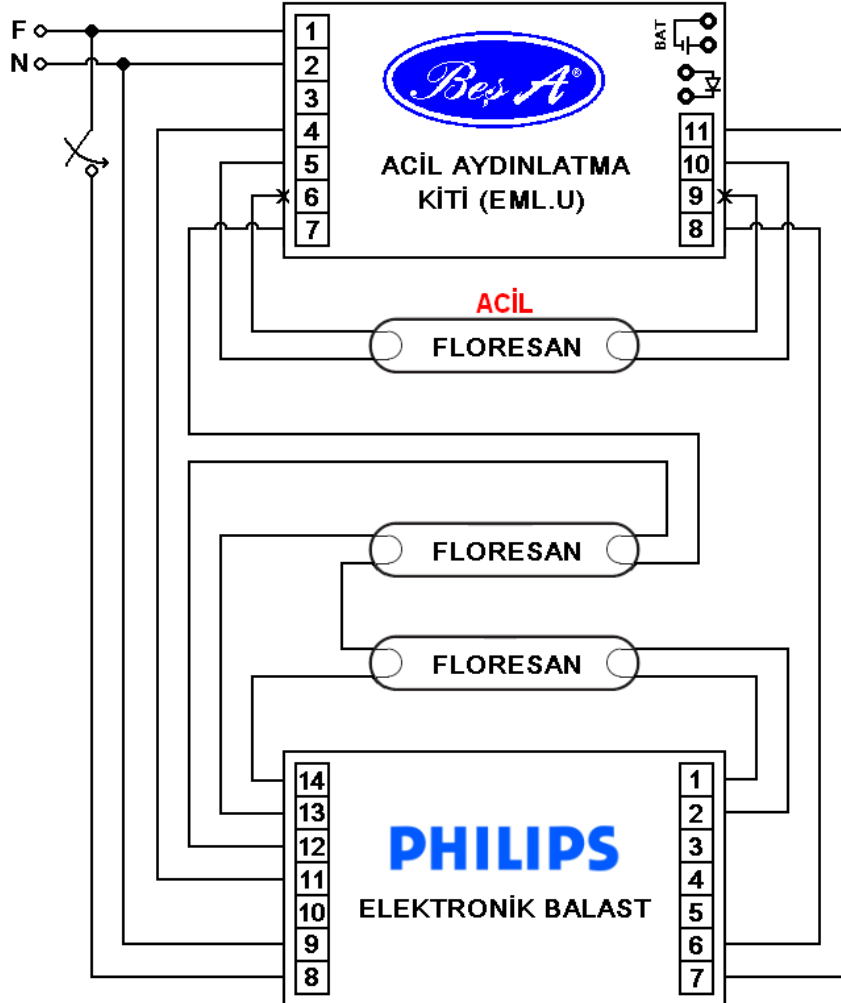 F
N
1
2
3
4
5
6
7
Beş A®
BAT
11
10
9
8
ACİL AYDINLATMA
KİTİ (EML.U)
ACİL
FLORESAN
FLORESAN
FLORESAN
14
13
12
11
10
9
8
PHILIPS
ELEKTRONİK BALAST
1
2
3
4
5
6
7